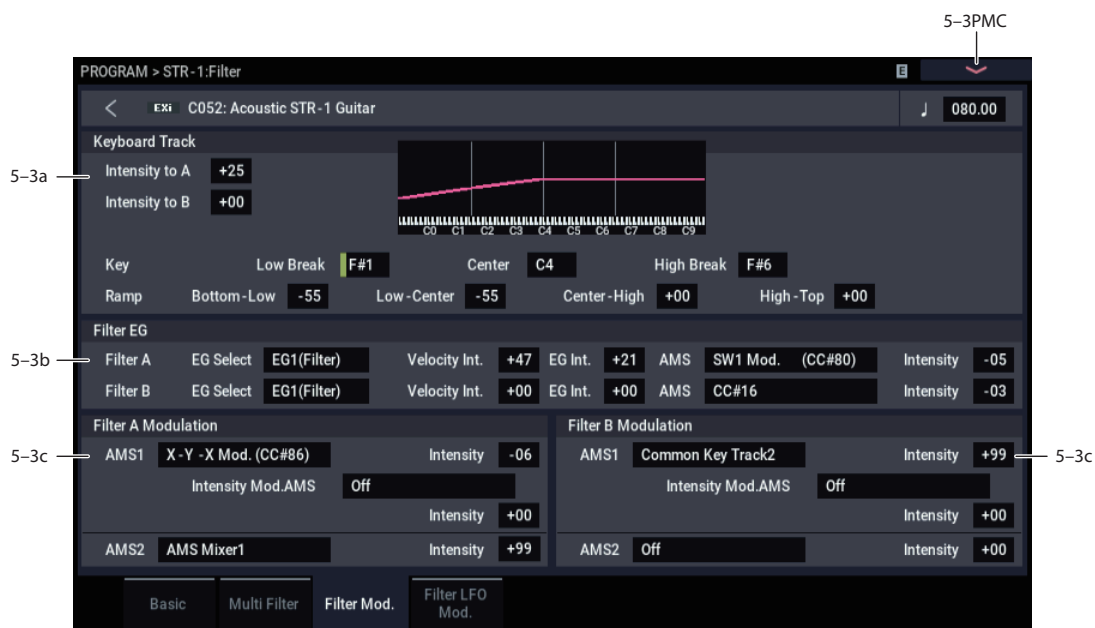 5–3PMC
PROGRAM > STR-1:Filter E
EXi C052: Acoustic STR-1 Guitar ♩ 080.00
Keyboard Track
5–3a Intensity to A +25
Intensity to B +00
C0 C1 C2 C3 C4 C5 C6 C7 C8 C9
Key Low Break F#1 Center C4 High Break F#6
Ramp Bottom-Low -55 Low-Center -55 Center-High +00 High-Top +00
Filter EG
5–3b Filter A EG Select EG1(Filter) Velocity Int. +47 EG Int. +21 AMS SW1 Mod. (CC#80) Intensity -05
Filter B EG Select EG1(Filter) Velocity Int. +00 EG Int. +00 AMS CC#16 Intensity -03
Filter A Modulation Filter B Modulation
5–3c AMS1 X-Y -X Mod. (CC#86) Intensity -06 AMS1 Common Key Track2 Intensity +99 5–3c
Intensity Mod.AMS Off Intensity Mod.AMS Off
Intensity +00 Intensity +00
AMS2 AMS Mixer1 Intensity +99 AMS2 Off Intensity +00
Basic Multi Filter Filter Mod. Filter LFO
Mod.